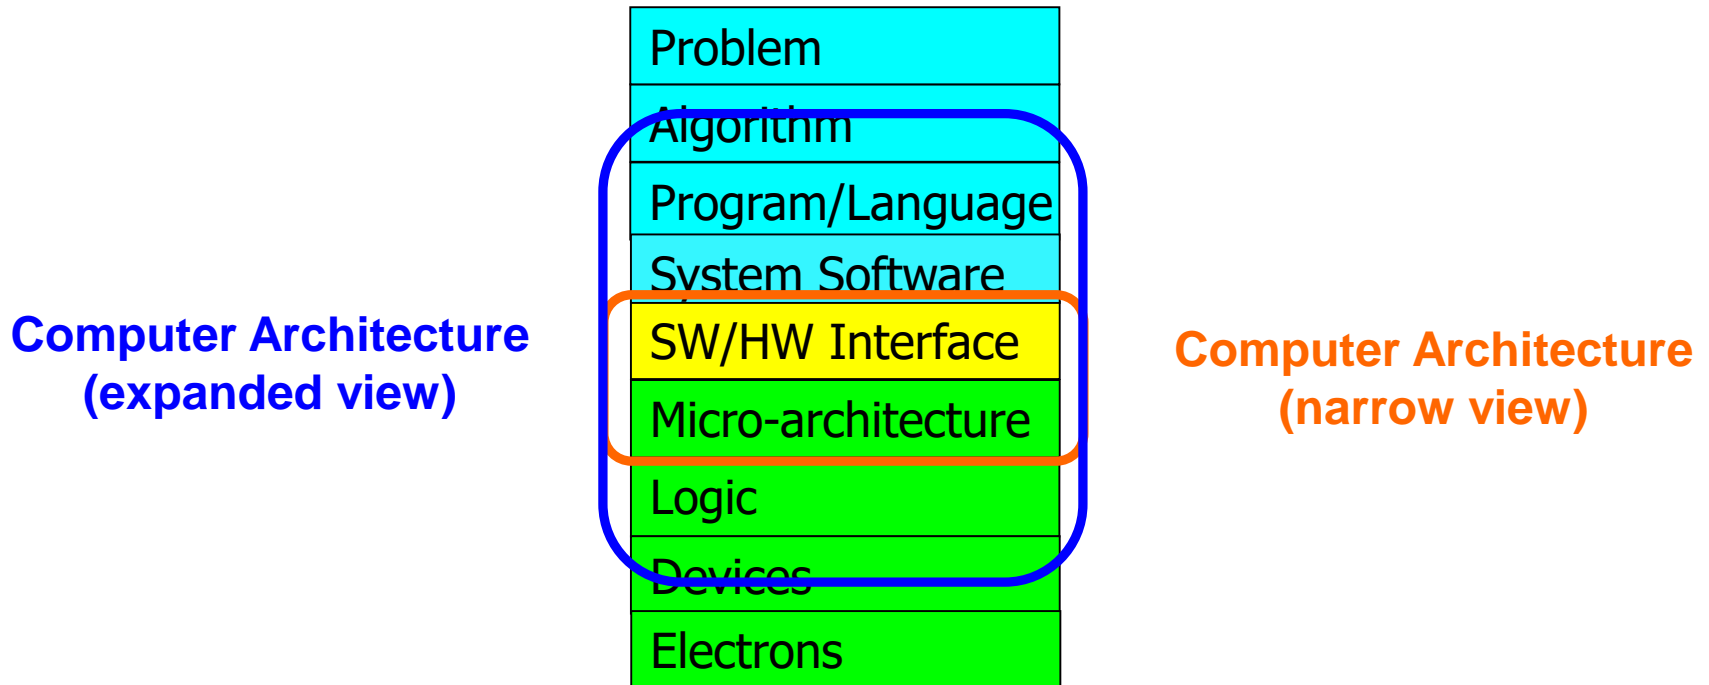 Problem
Algorithm
Program/Language
System Software
SW/HW Interface
Micro-architecture
Logic
Devices
Electrons
Computer Architecture
(expanded view)
Computer Architecture
(narrow view)